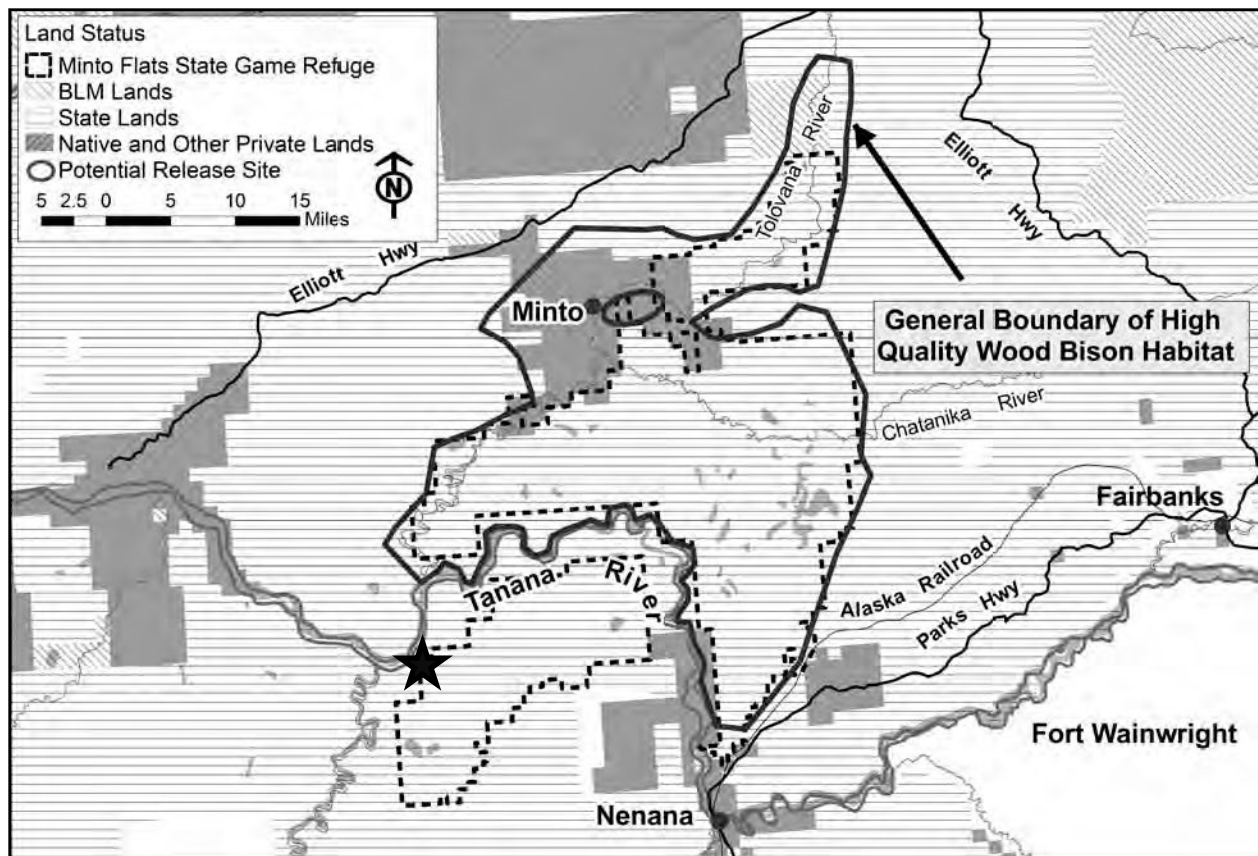 Land Status
Minto Flats State Game Refuge
BLM Lands
State Lands
Native and Other Private Lands
Potential Release Site
N
5 2.5 0 5 10 15
Miles
Elliott Hwy
Tolovana River
Elliott Hwy
Minto
General Boundary of High
Quality Wood Bison Habitat
Chatanika River
Fairbanks
Tanana River
Alaska Railroad
Parks Hwy
Fort Wainwright
Nenana